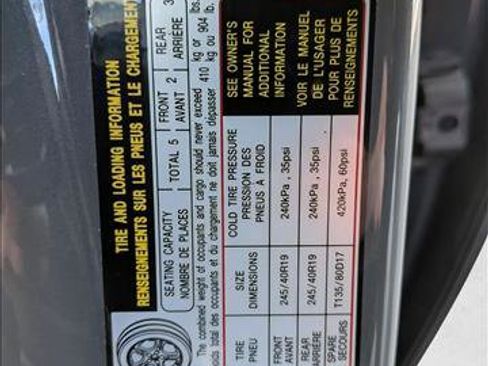 TIRE AND LOADING INFORMATION
RENSEIGNEMENTS SUR LES PNEUS ET LE CHARGEMENT
SEATING CAPACITY
NOMBRE DE PLACES
TOTAL 5
FRONT
AVANT 2
REAR
ARRIÈRE 3
The combined weight of occupants and cargo should never exceed kg or lbs.
poids total des occupants et du chargement ne doit jamais dépasser 410 kg ou 904 lb.
TIRE
PNEU
SIZE
DIMENSIONS
COLD TIRE PRESSURE
PRESSION DES
PNEUS À FROID
FRONT
AVANT
245/40R19
240kPa, 35psi
REAR
ARRIÈRE
245/40R19
240kPa, 35psi
SPARE
SECOURS
T135/80D17
420kPa, 60psi
SEE OWNER'S
MANUAL FOR
ADDITIONAL
INFORMATION
VOIR LE MANUEL
DE L'USAGER
POUR PLUS DE
RENSEIGNEMENTS